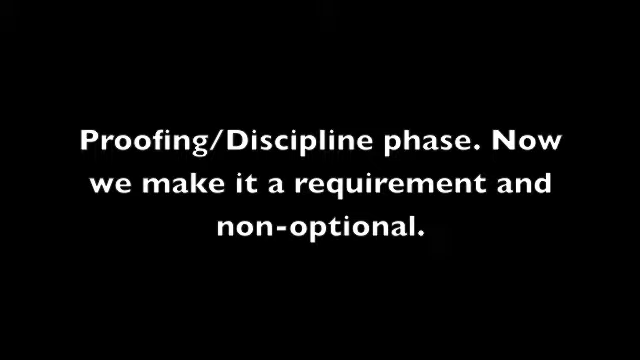 Proofing/Discipline phase. Now
we make it a requirement and
non-optional.